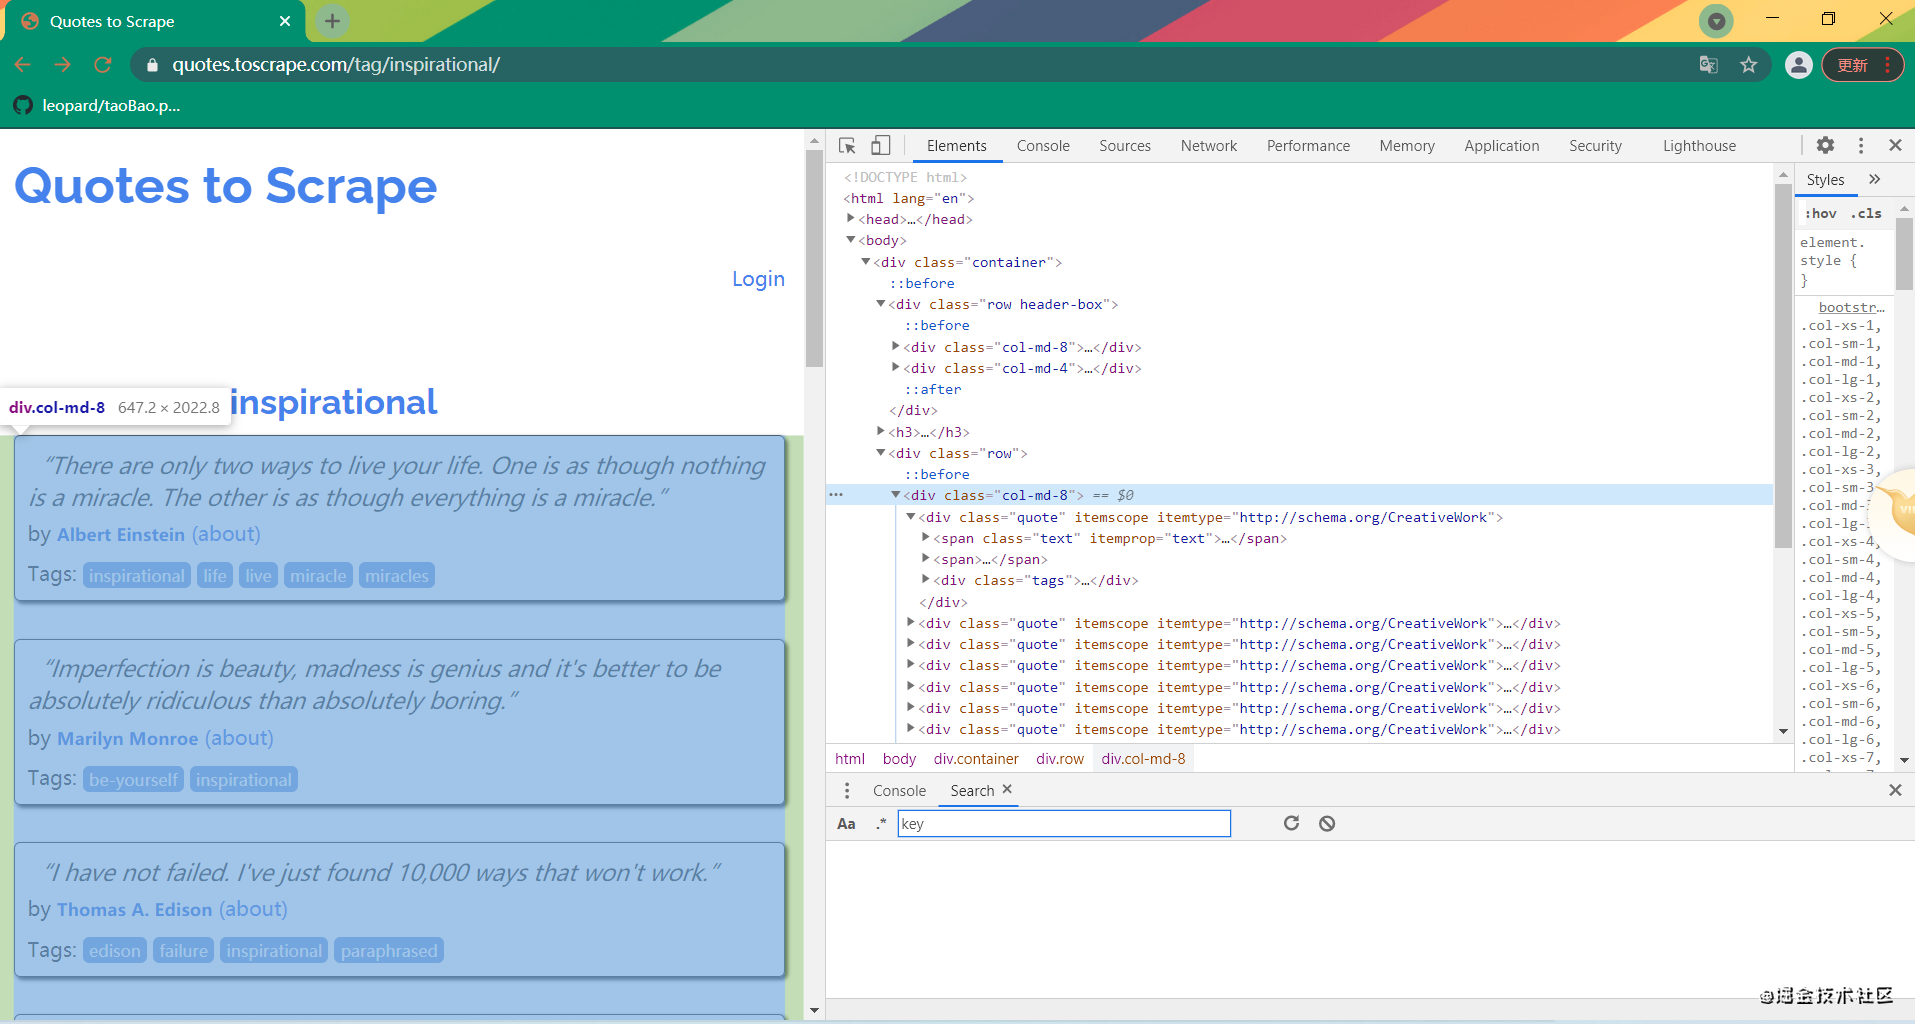 Quotes to Scrape
quotes.toscrape.com/tag/inspirational/
更新
leopard/taoBao.p...
Quotes to Scrape
Login
div.col-md-8 647.2 × 2022.8
inspirational
“There are only two ways to live your life. One is as though nothing
is a miracle. The other is as though everything is a miracle.”
by Albert Einstein (about)
Tags: inspirational life live miracle miracles
“Imperfection is beauty, madness is genius and it's better to be
absolutely ridiculous than absolutely boring.”
by Marilyn Monroe (about)
Tags: be-yourself inspirational
“I have not failed. I've just found 10,000 ways that won't work.”
by Thomas A. Edison (about)
Tags: edison failure inspirational paraphrased
Elements Console Sources Network Performance Memory Application Security Lighthouse
<!DOCTYPE html>
<html lang="en">
<head>…</head>
<body>
<div class="container">
::before
<div class="row header-box">
::before
<div class="col-md-8">…</div>
<div class="col-md-4">…</div>
::after
</div>
<h3>…</h3>
<div class="row">
::before
<div class="col-md-8"> == $0
<div class="quote" itemscope itemtype="http://schema.org/CreativeWork">
<span class="text" itemprop="text">…</span>
<span>…</span>
<div class="tags">…</div>
</div>
<div class="quote" itemscope itemtype="http://schema.org/CreativeWork">…</div>
<div class="quote" itemscope itemtype="http://schema.org/CreativeWork">…</div>
<div class="quote" itemscope itemtype="http://schema.org/CreativeWork">…</div>
<div class="quote" itemscope itemtype="http://schema.org/CreativeWork">…</div>
<div class="quote" itemscope itemtype="http://schema.org/CreativeWork">…</div>
<div class="quote" itemscope itemtype="http://schema.org/CreativeWork">…</div>
html body div.container div.row div.col-md-8
Styles »
:hov .cls
element.
style {
}
bootstr…
.col-xs-1,
.col-sm-1,
.col-md-1,
.col-lg-1,
.col-xs-2,
.col-sm-2,
.col-md-2,
.col-lg-2,
.col-xs-3,
.col-sm-3
.col-md-
.col-lg-
.col-xs-4
.col-sm-4,
.col-md-4,
.col-lg-4,
.col-xs-5,
.col-sm-5,
.col-md-5,
.col-lg-5,
.col-xs-6,
.col-sm-6,
.col-md-6,
.col-lg-6,
.col-xs-7,
Console Search
Aa .* key
@掘金技术社区